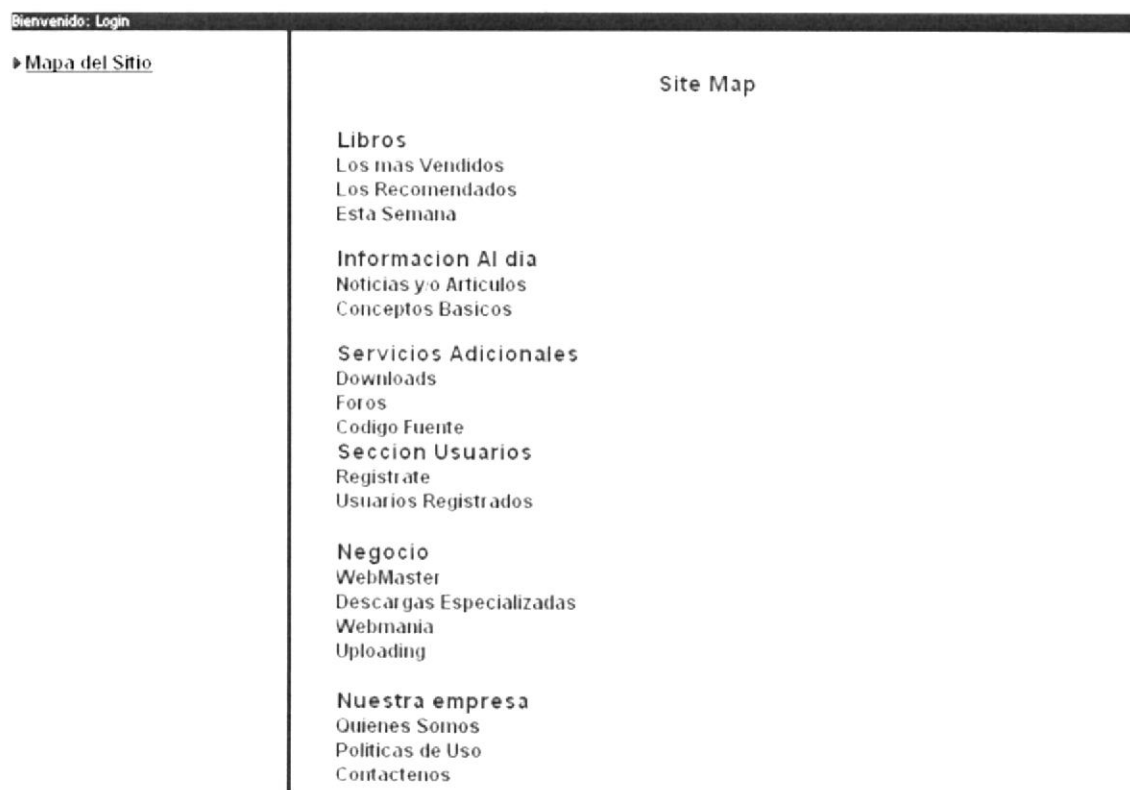 Bienvenido: Login
Mapa del Sitio
Site Map
Libros
Los mas Vendidos
Los Recomendados
Esta Semana
Informacion Al dia
Noticias y/o Articulos
Conceptos Basicos
Servicios Adicionales
Downloads
Foros
Codigo Fuente
Seccion Usuarios
Registrate
Usuarios Registrados
Negocio
WebMaster
Descargas Especializadas
Webmania
Uploading
Nuestra empresa
Quienes Somos
Politicas de Uso
Contactenos